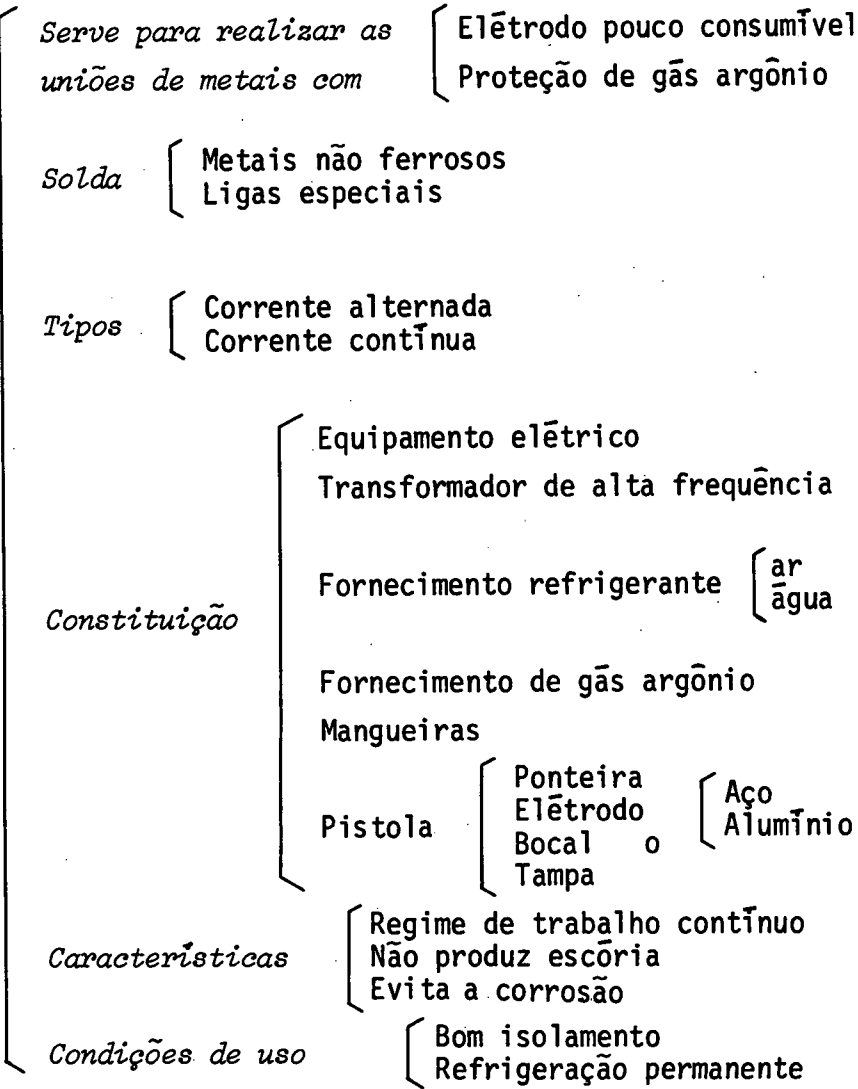 Serve para realizar as
uniões de metais com
Elétrodo pouco consumível
Proteção de gás argônio
Solda
Metais não ferrosos
Ligas especiais
Tipos
Corrente alternada
Corrente contínua
Constituição
Equipamento elétrico
Transformador de alta frequência
Fornecimento refrigerante
ar
água
Fornecimento de gás argônio
Mangueiras
Pistola
Ponteira
Elétrodo
Bocal o
Tampa
Aço
Alumínio
Características
Regime de trabalho contínuo
Não produz escória
Evita a corrosão
Condições de uso
Bom isolamento
Refrigeração permanente